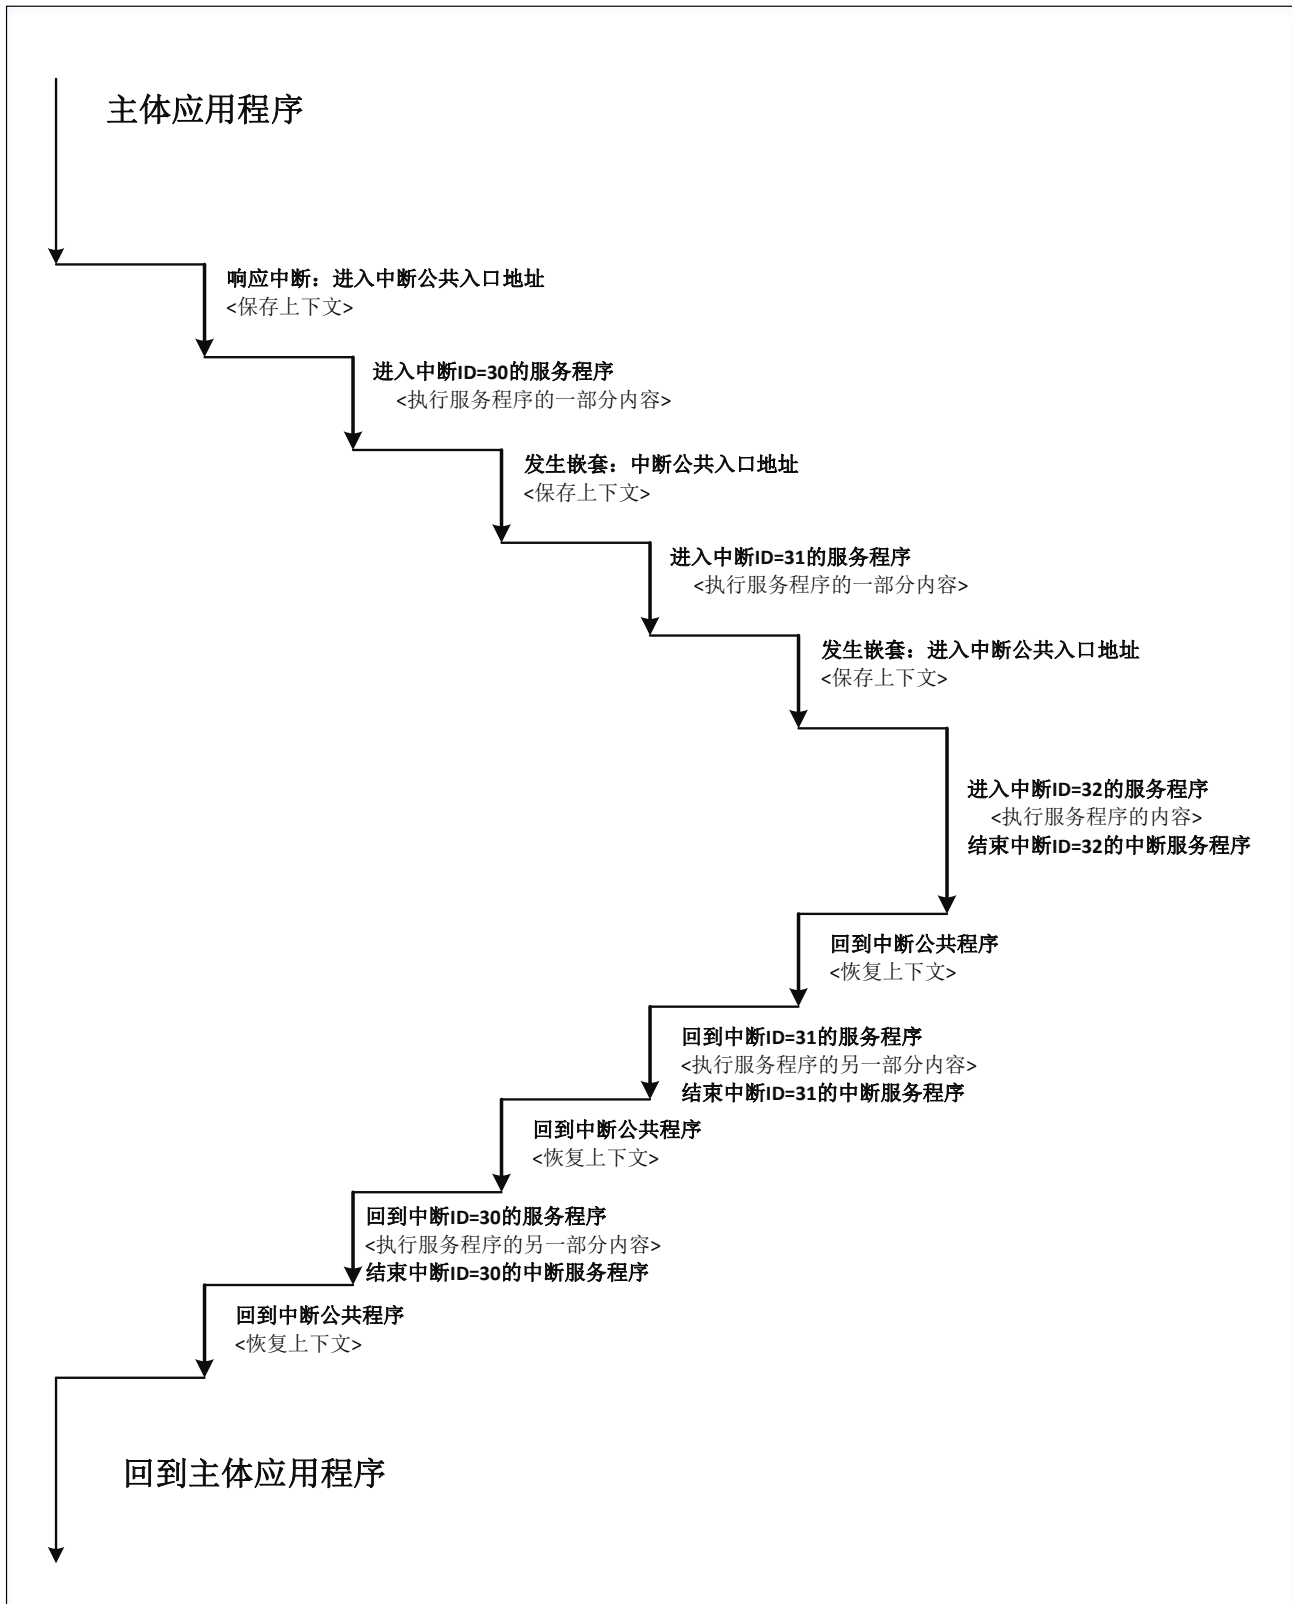 主体应用程序
响应中断：进入中断公共入口地址
<保存上下文>
进入中断ID=30的服务程序
<执行服务程序的一部分内容>
发生嵌套：中断公共入口地址
<保存上下文>
进入中断ID=31的服务程序
<执行服务程序的一部分内容>
发生嵌套：进入中断公共入口地址
<保存上下文>
进入中断ID=32的服务程序
<执行服务程序的内容>
结束中断ID=32的中断服务程序
回到中断公共程序
<恢复上下文>
回到中断ID=31的服务程序
<执行服务程序的另一部分内容>
结束中断ID=31的中断服务程序
回到中断公共程序
<恢复上下文>
回到中断ID=30的服务程序
<执行服务程序的另一部分内容>
结束中断ID=30的中断服务程序
回到中断公共程序
<恢复上下文>
回到主体应用程序